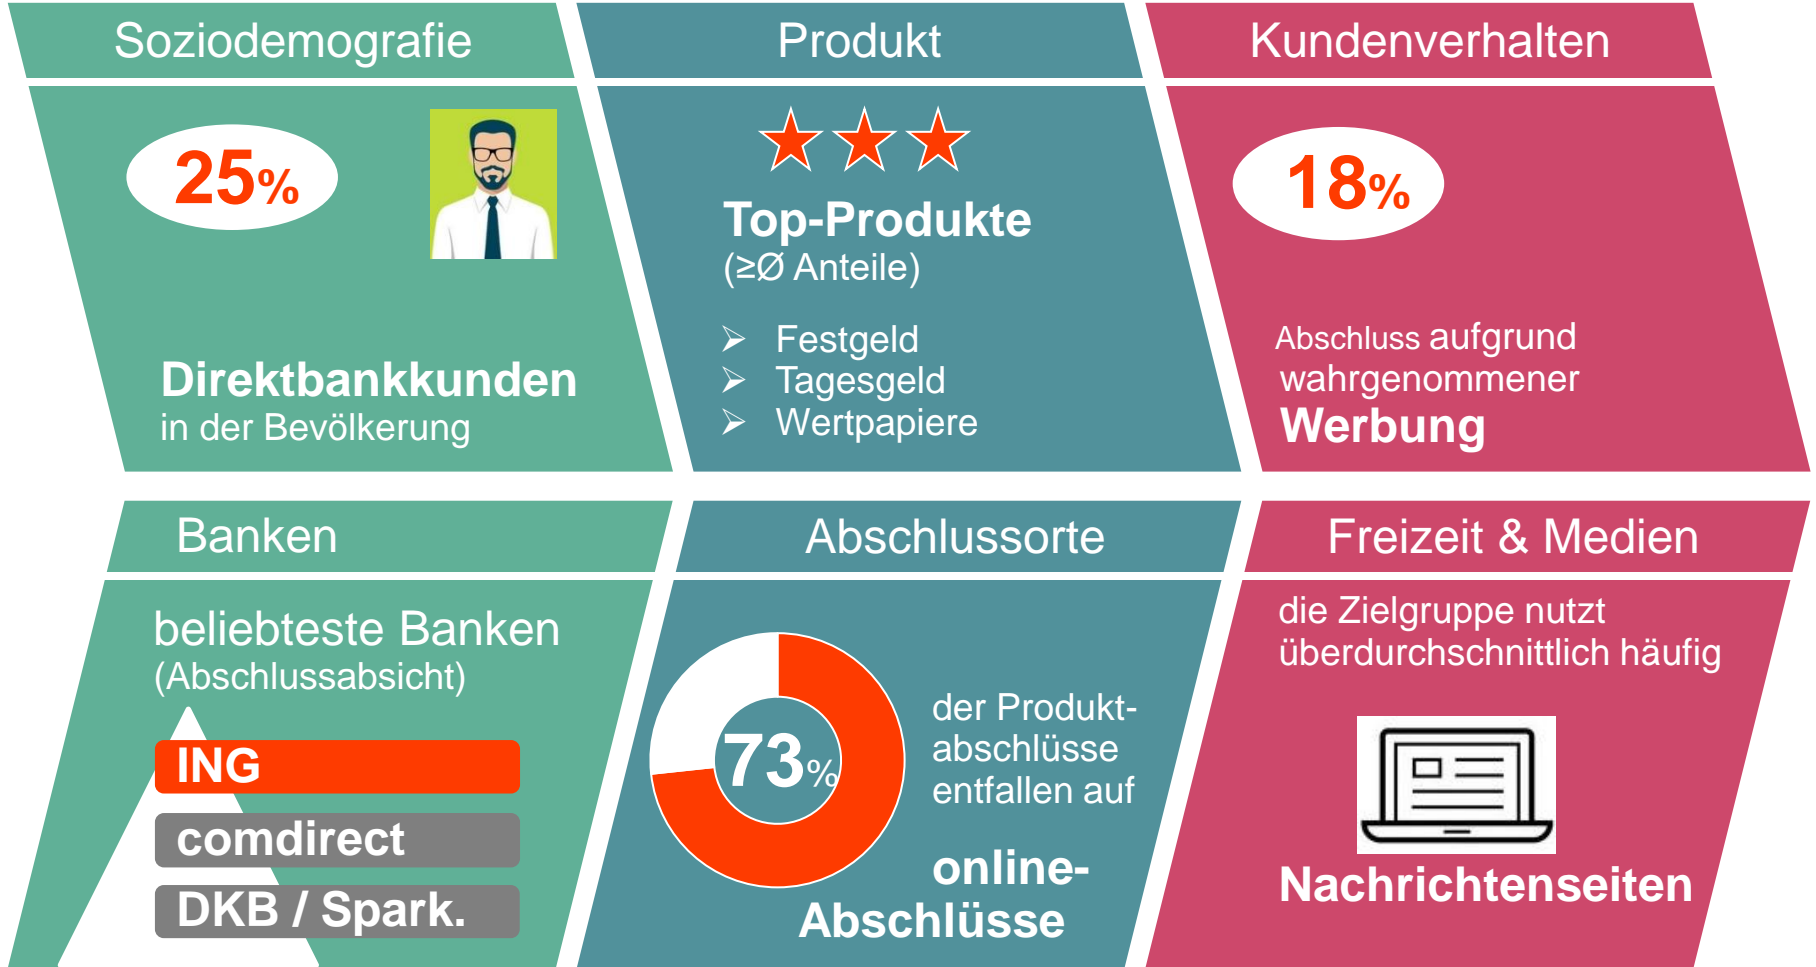 Soziodemografie
25%
Direktbankkunden
in der Bevölkerung
Produkt
Top-Produkte
(≥Ø Anteile)
➢ Festgeld
➢ Tagesgeld
➢ Wertpapiere
Kundenverhalten
18%
Abschluss aufgrund
wahrgenommener
Werbung
Banken
beliebteste Banken
(Abschlussabsicht)
ING
comdirect
DKB / Spark.
Abschlussorte
73%
der Produkt-
abschlüsse
entfallen auf
online-
Abschlüsse
Freizeit & Medien
die Zielgruppe nutzt
überdurchschnittlich häufig
Nachrichtenseiten